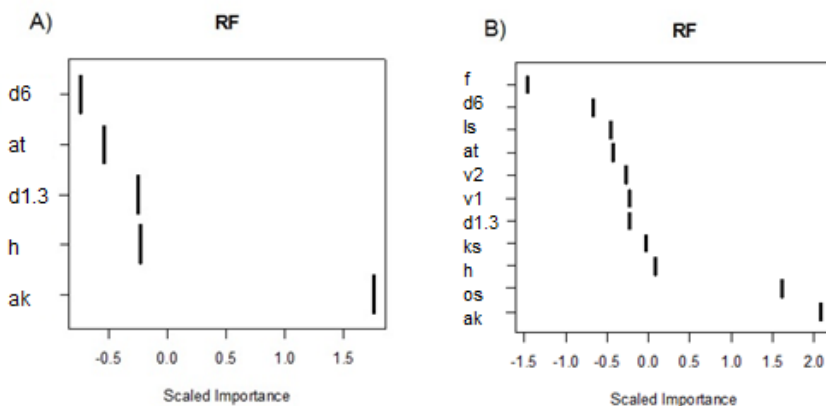 A)
RF
d6
at
d1.3
h
ak
-0.5 0.0 0.5 1.0 1.5
Scaled Importance
B)
RF
f
d6
ls
at
v2
v1
d1.3
ks
h
os
ak
-1.5 -1.0 -0.5 0.0 0.5 1.0 1.5 2.0
Scaled Importance